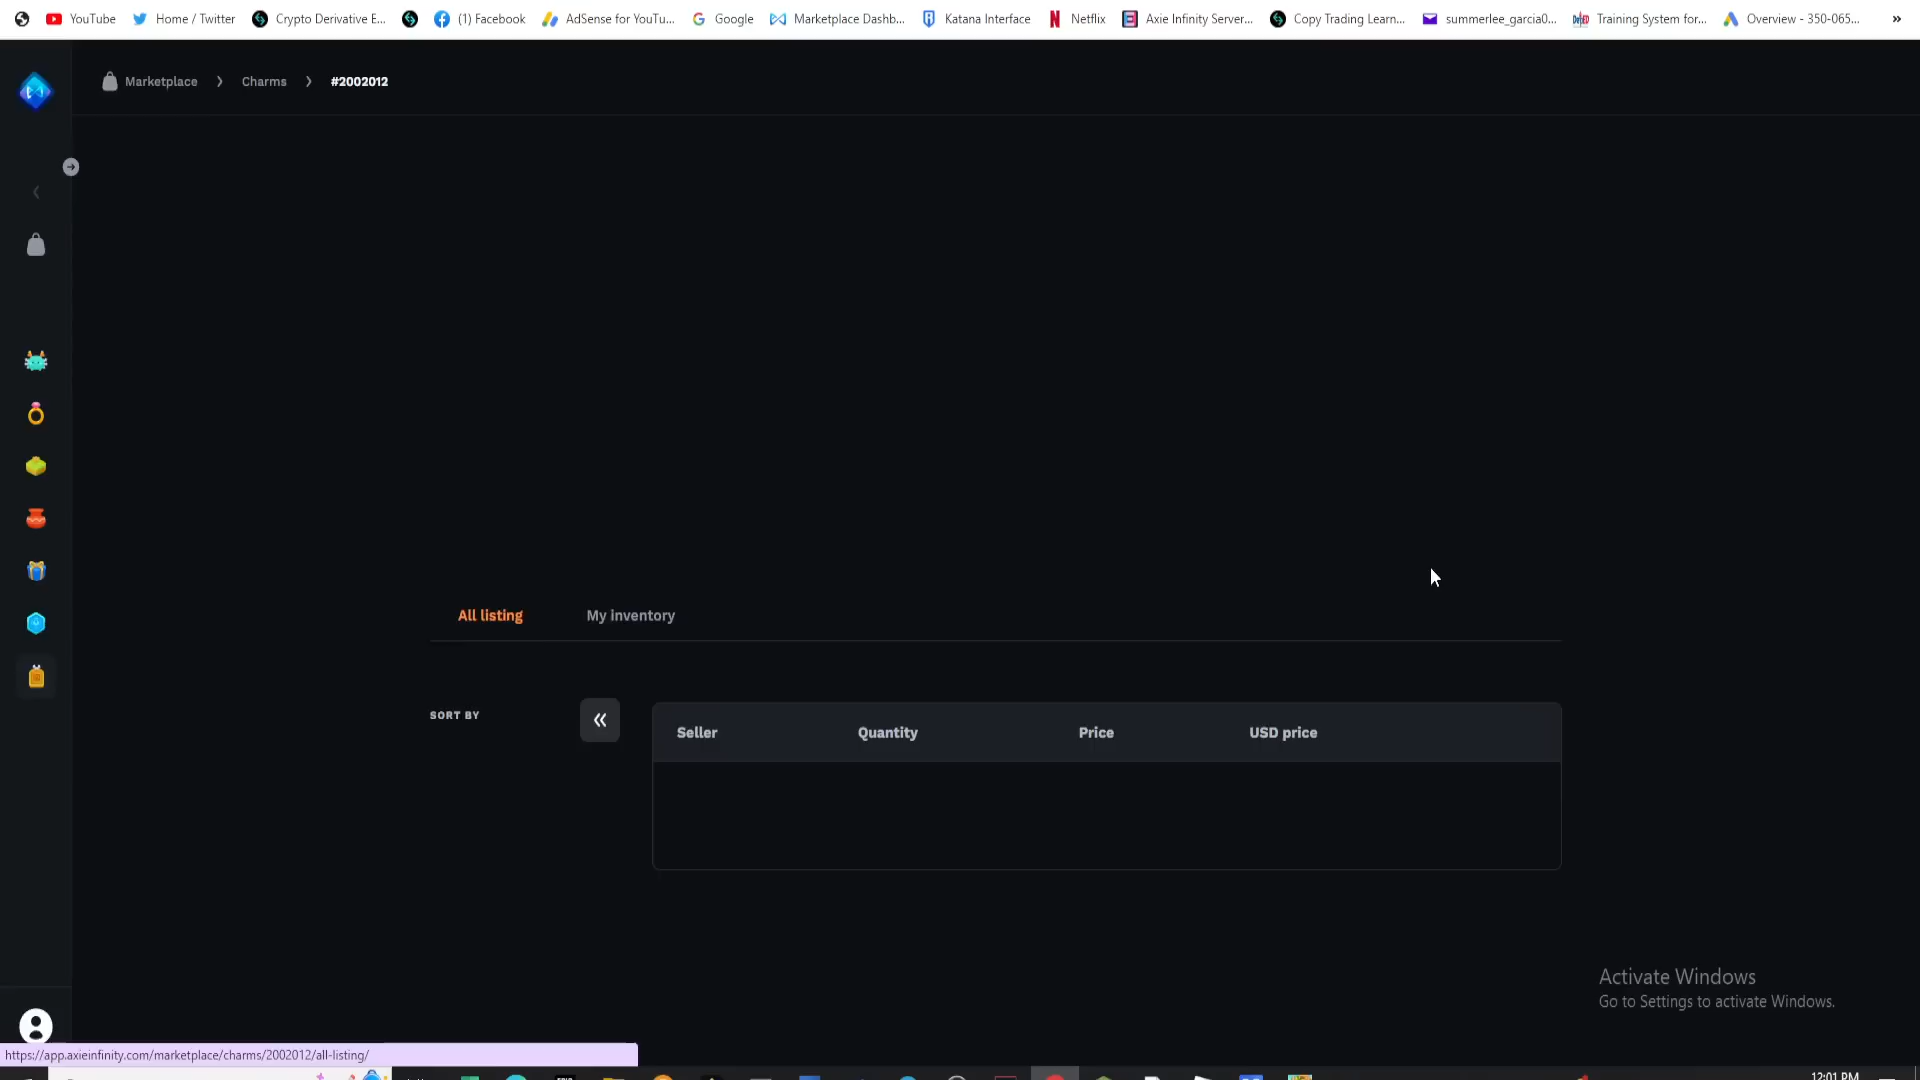 YouTube
Home / Twitter
Crypto Derivative E...
(1) Facebook
AdSense for YouTu...
Google
Marketplace Dashb...
Katana Interface
Netflix
Axie Infinity Server...
Copy Trading Learn...
summerlee_garcia0...
Training System for...
Overview - 350-065...
Marketplace
Charms
#2002012
All listing
My inventory
SORT BY
Seller
Quantity
Price
USD price
Activate Windows
Go to Settings to activate Windows.
https://app.axieinfinity.com/marketplace/charms/2002012/all-listing/
12:01 PM